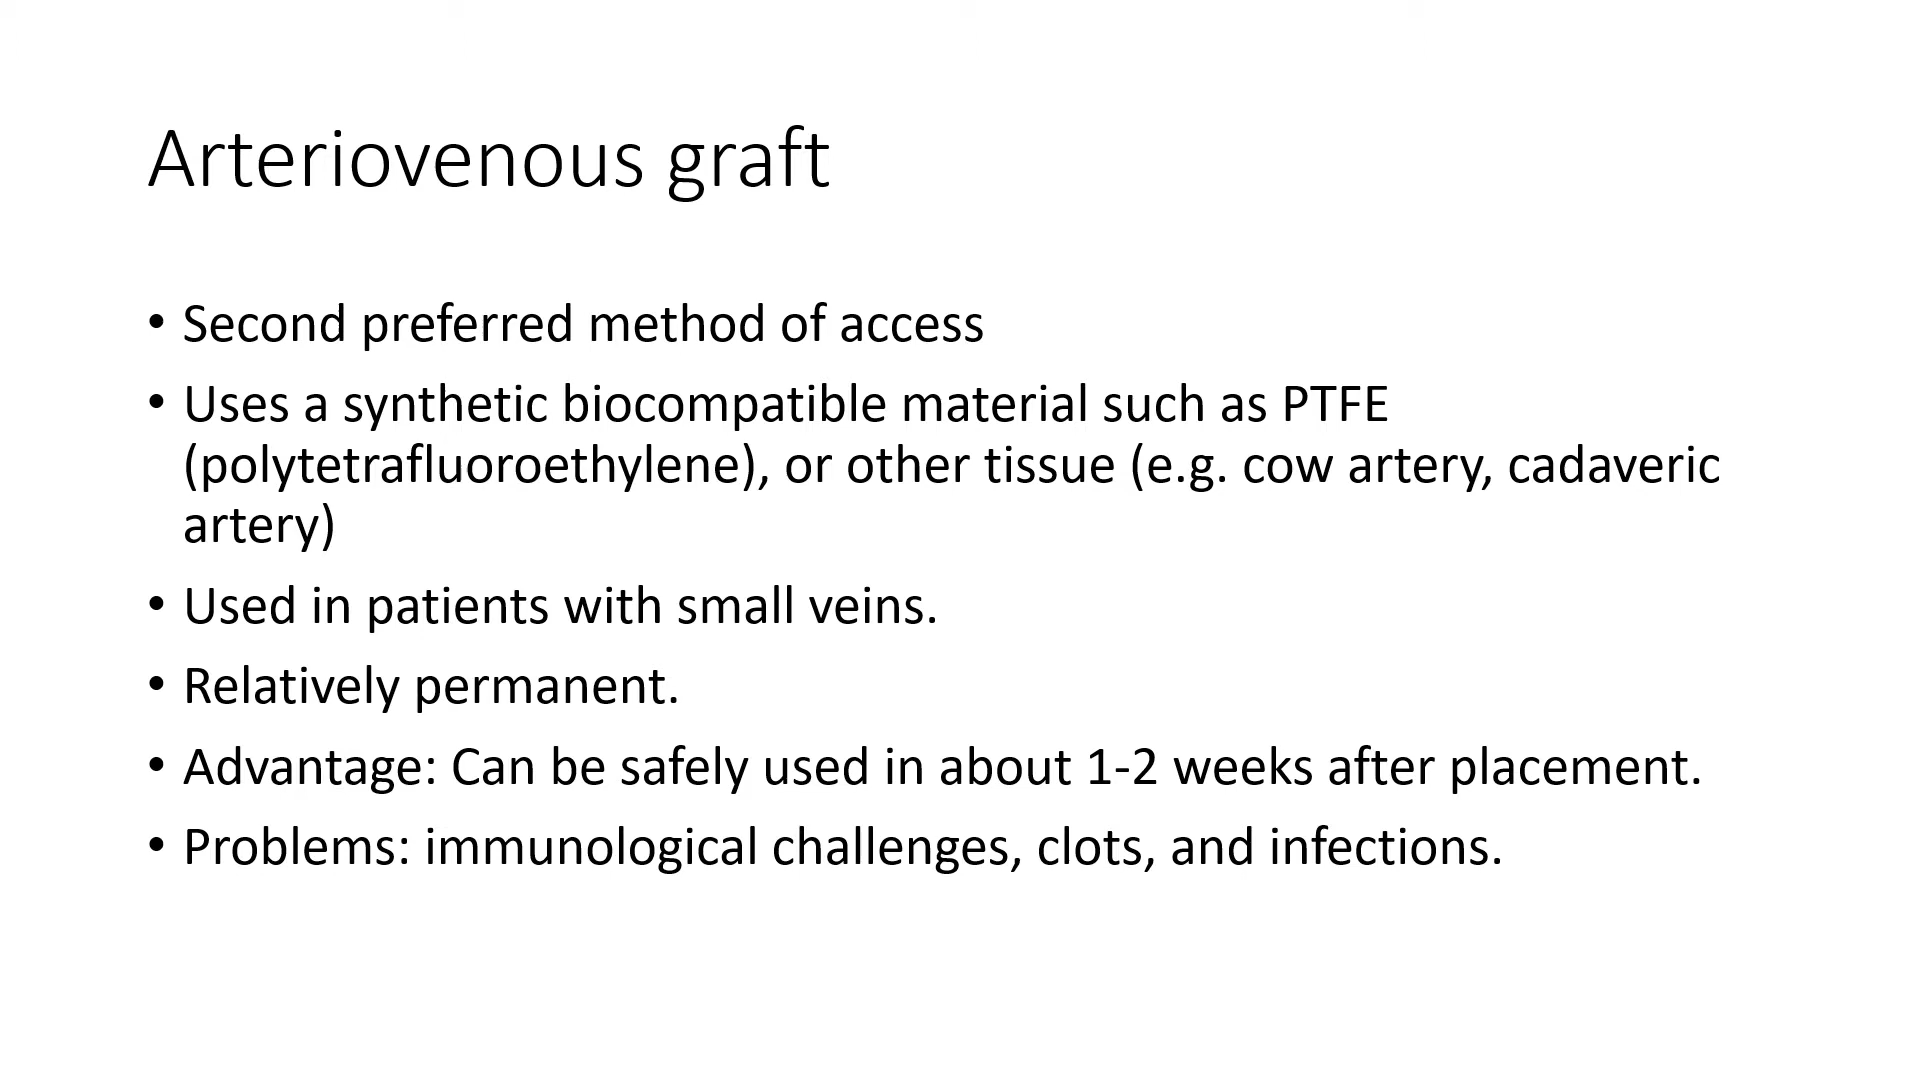 Arteriovenous graft
• Second preferred method of access
• Uses a synthetic biocompatible material such as PTFE
(polytetrafluoroethylene), or other tissue (e.g. cow artery, cadaveric
artery)
• Used in patients with small veins.
• Relatively permanent.
• Advantage: Can be safely used in about 1-2 weeks after placement.
• Problems: immunological challenges, clots, and infections.